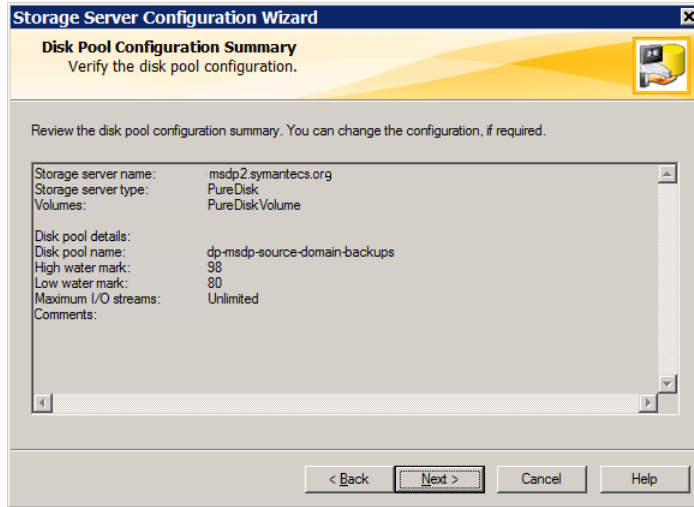 Storage Server Configuration Wizard
Disk Pool Configuration Summary
Verify the disk pool configuration.
Review the disk pool configuration summary. You can change the configuration, if required.
Storage server name: msdp2.symantecs.org
Storage server type: PureDisk
Volumes: PureDiskVolume
Disk pool details:
Disk pool name: dp-msdp-source-domain-backups
High water mark: 98
Low water mark: 80
Maximum I/O streams: Unlimited
Comments:
< Back Next > Cancel Help